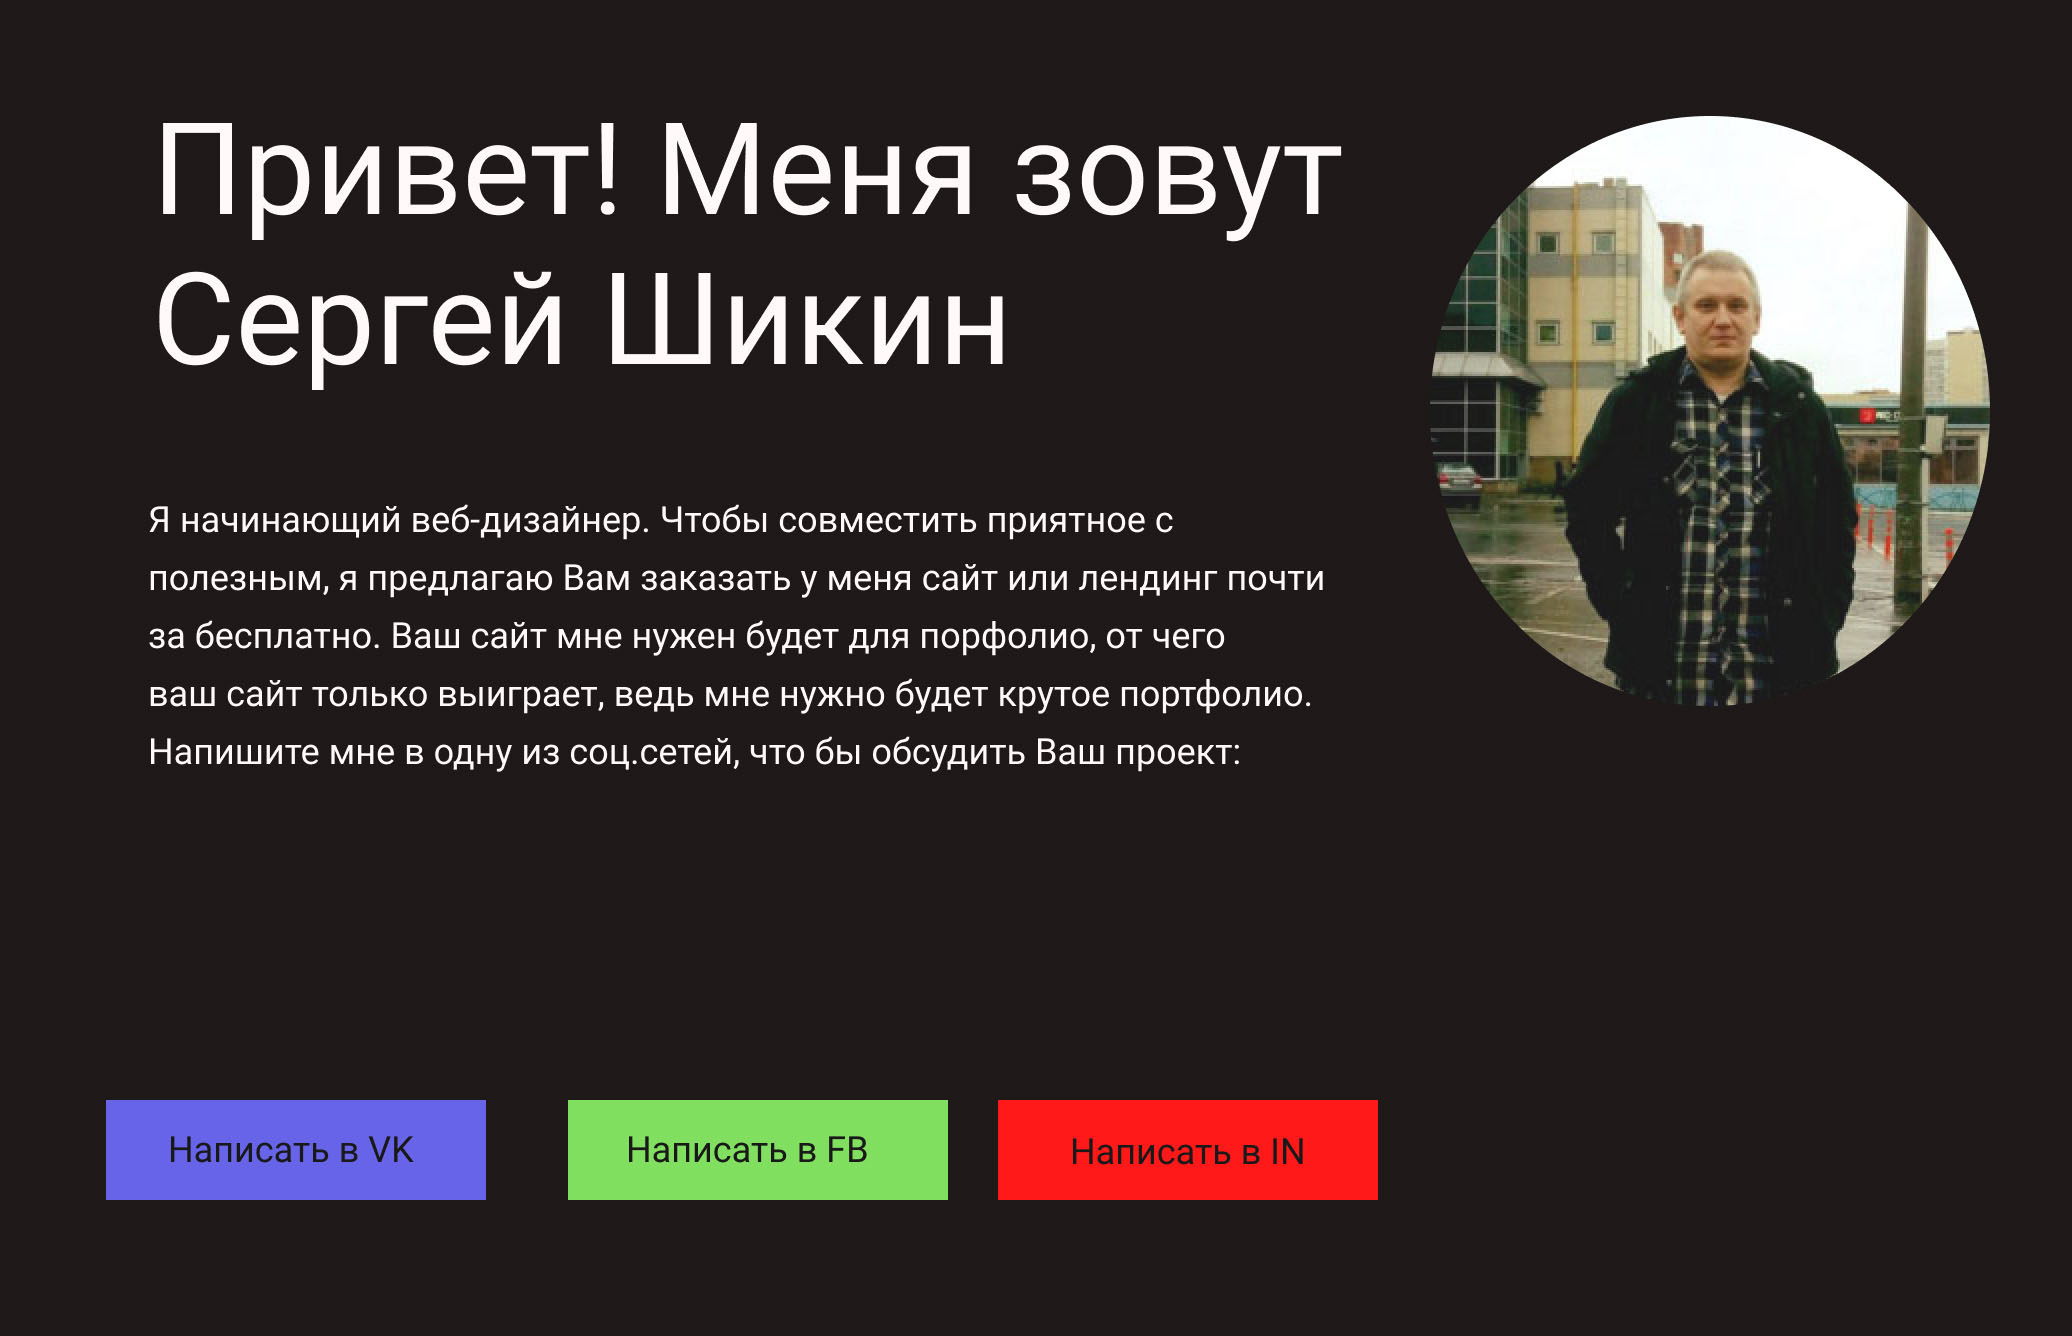 Привет! Меня зовут
Сергей Шикин
Я начинающий веб-дизайнер. Чтобы совместить приятное с
полезным, я предлагаю Вам заказать у меня сайт или лендинг почти
за бесплатно. Ваш сайт мне нужен будет для порфолио, от чего
ваш сайт только выиграет, ведь мне нужно будет крутое портфолио.
Напишите мне в одну из соц.сетей, что бы обсудить Ваш проект:
Написать в VK
Написать в FB
Написать в IN